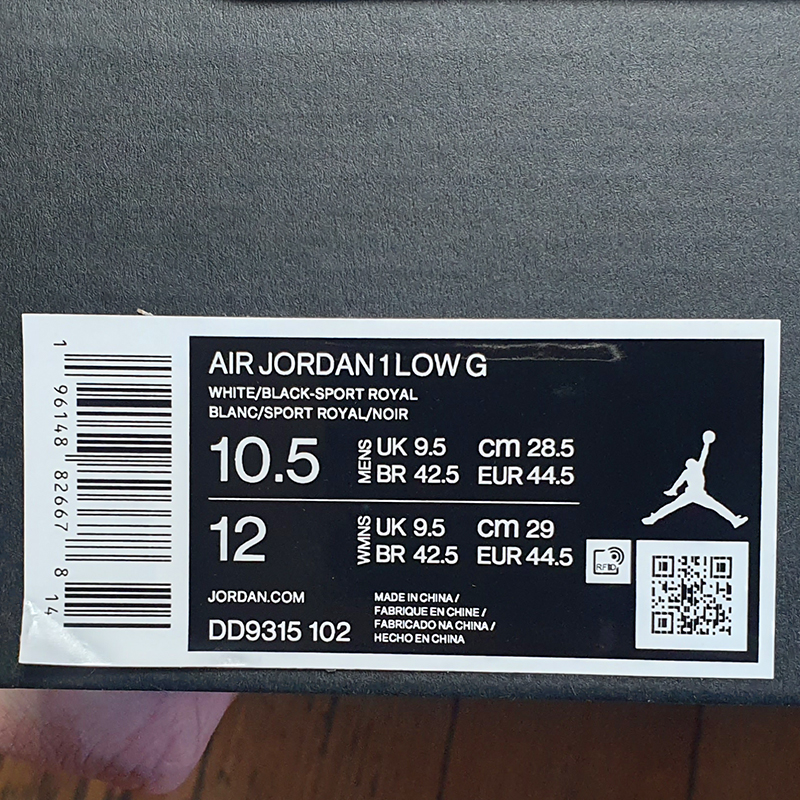 AIR JORDAN 1 LOW G
WHITE/BLACK-SPORT ROYAL
BLANC/SPORT ROYAL/NOIR
10.5 MENS UK 9.5 cm 28.5
BR 42.5 EUR 44.5
12 WMNS UK 9.5 cm 29
BR 42.5 EUR 44.5
RFID
JORDAN.COM
DD9315 102
MADE IN CHINA /
FABRIQUE EN CHINE /
FABRICADO NA CHINA /
HECHO EN CHINA
1 96148 82667 8 14